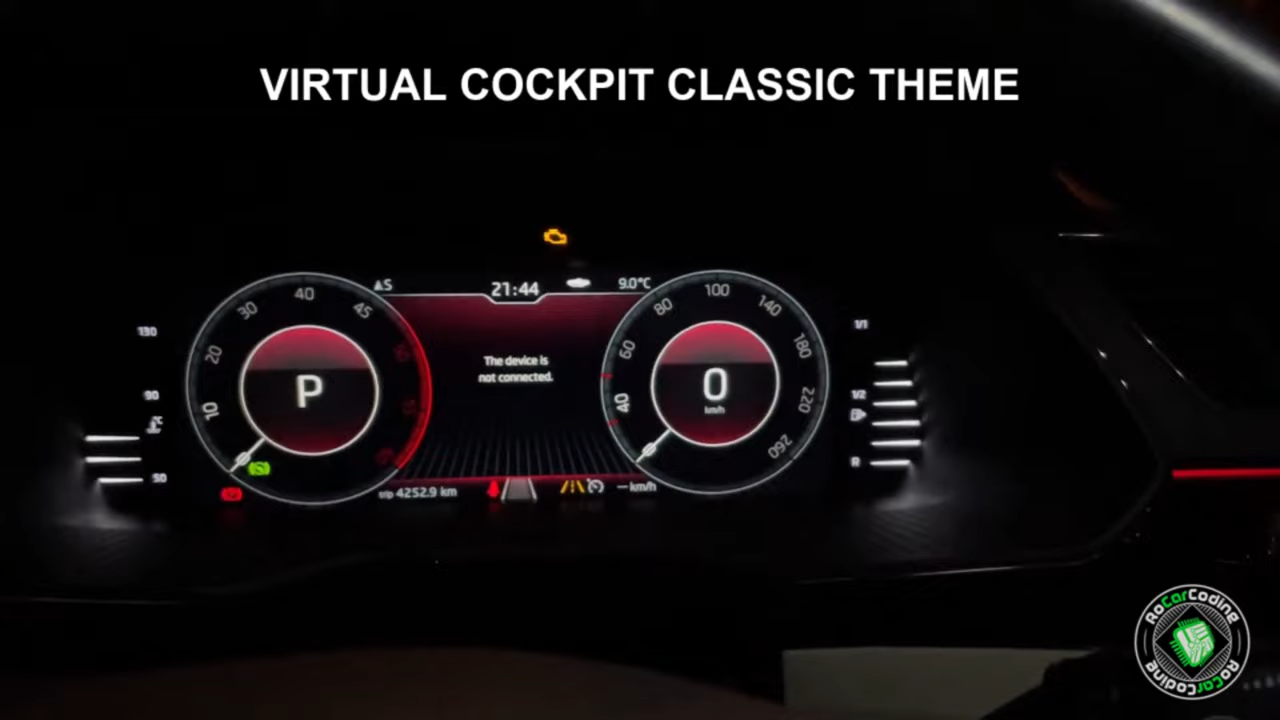 VIRTUAL COCKPIT CLASSIC THEME
S 21:44 9.0°C
10 20 30 40 45
P
130
90
50
The device is
not connected.
40 60 80 100 140 180 220 260
0
km/h
1/1
1/2
R
trip 4252.9 km
-- km/h
RoCarCoding
RoCarCoding